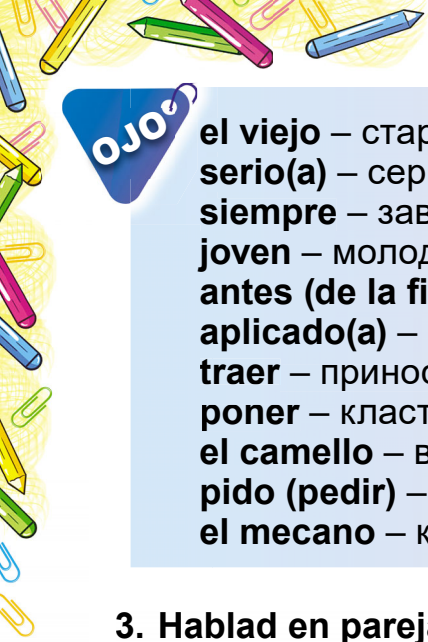 OJO
el viejo – стар
serio(a) – сер
siempre – зав
joven – молод
antes (de la fi
aplicado(a) –
traer – принос
poner – класт
el camello – в
pido (pedir) –
el mecano – к
3. Hablad en parej